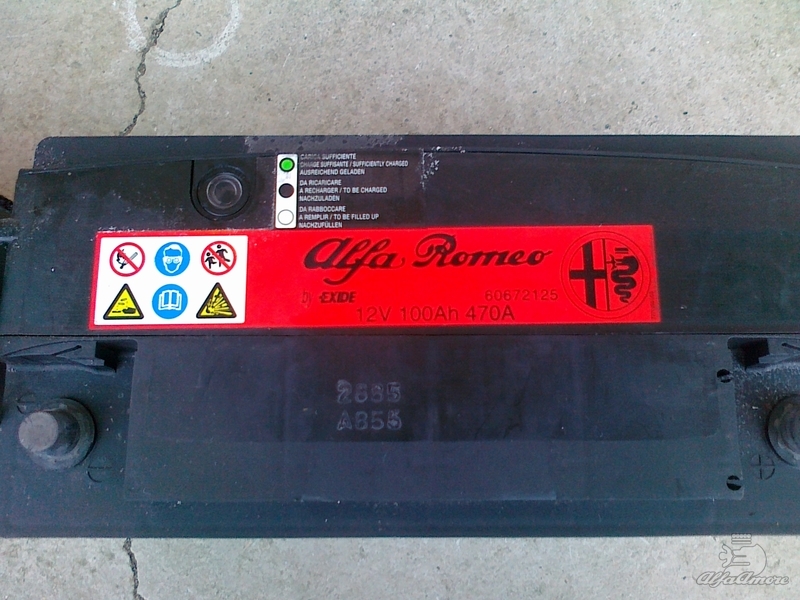 CARICA SUFFICIENTE
CHARGE SUFFISANTE / SUFFICIENTLY CHARGED
AUSREICHEND GELADEN
DA RICARICARE
A RECHARGER / TO BE CHARGED
NACHZULADEN
DA RABBOCCARE
A REMPLIR / TO BE FILLED UP
NACHZUFÜLLEN
Alfa Romeo
by EXIDE 60672125
12V 100Ah 470A
2885
A855
- +
AlfaAmore